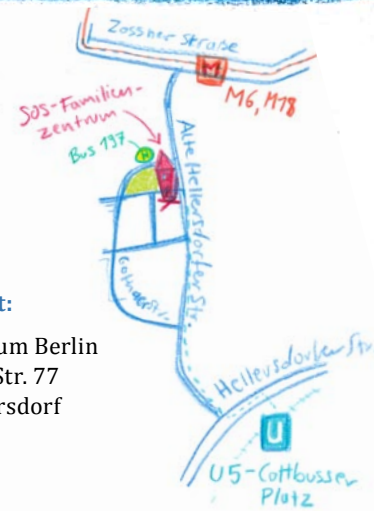 Zossner Straße
M
M6, M18
SOS-Familien-
zentrum
Bus 197
H
Alte Hellersdorfer Str.
Gothaer Str.
t:
um Berlin
Str. 77
rsdorf
Hellersdorfer Str
U
U5-Cottbusser
Platz